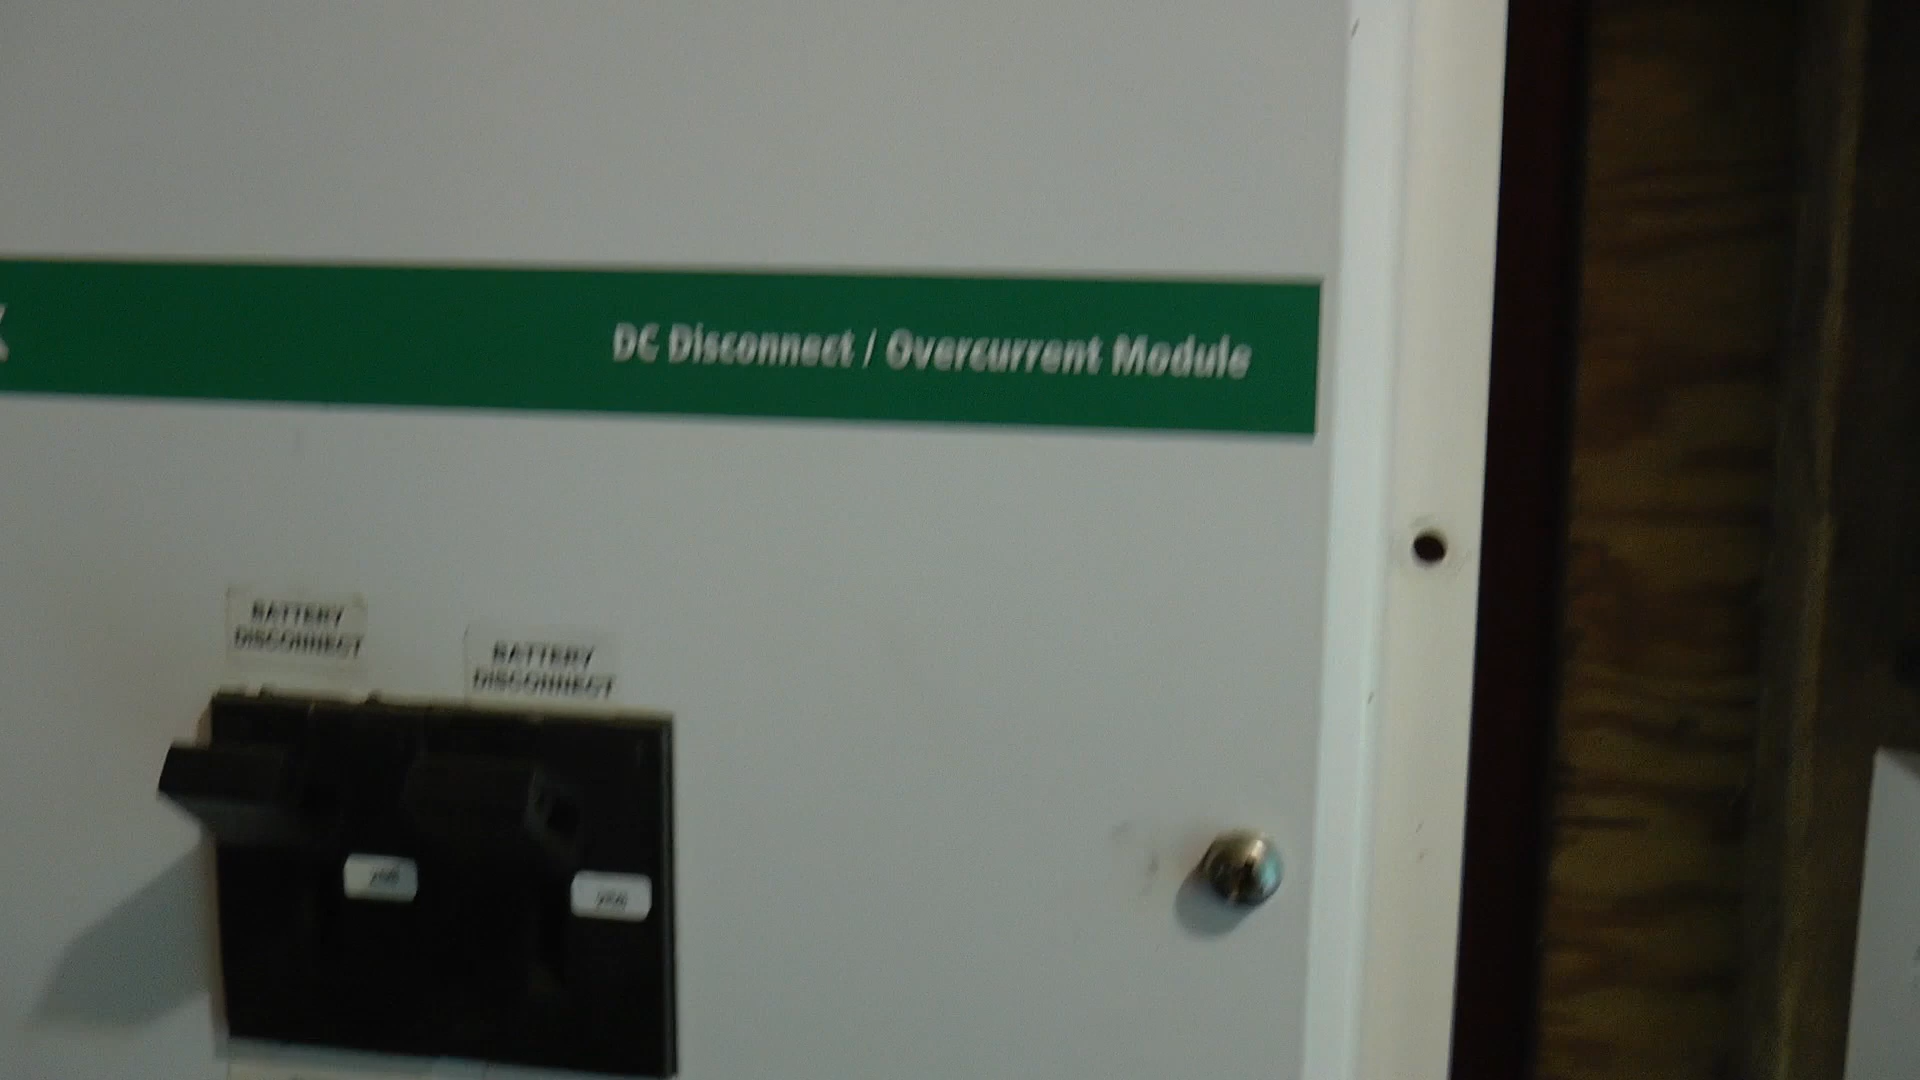 DC Disconnect / Overcurrent Module
BATTERY
DISCONNECT
BATTERY
DISCONNECT